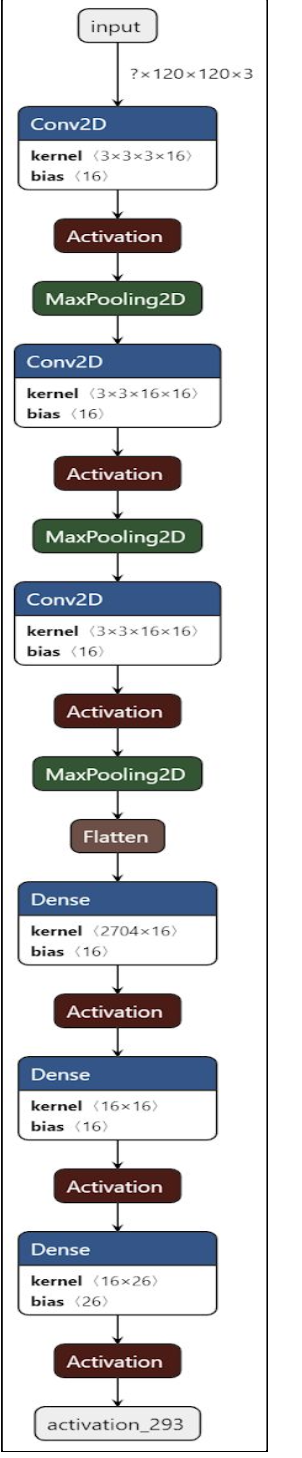 input
?×120×120×3
Conv2D
kernel ⟨3×3×3×16⟩
bias ⟨16⟩
Activation
MaxPooling2D
Conv2D
kernel ⟨3×3×16×16⟩
bias ⟨16⟩
Activation
MaxPooling2D
Conv2D
kernel ⟨3×3×16×16⟩
bias ⟨16⟩
Activation
MaxPooling2D
Flatten
Dense
kernel ⟨2704×16⟩
bias ⟨16⟩
Activation
Dense
kernel ⟨16×16⟩
bias ⟨16⟩
Activation
Dense
kernel ⟨16×26⟩
bias ⟨26⟩
Activation
activation_293